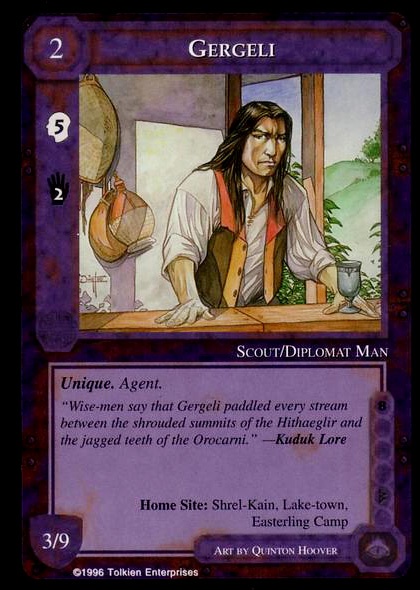 2
GERGELI
5
2
SCOUT/DIPLOMAT MAN
Unique. Agent.
“Wise-men say that Gergeli paddled every stream
between the shrouded summits of the Hithaeglir and
the jagged teeth of the Orocarni.” —Kuduk Lore
8
Home Site: Shrel-Kain, Lake-town,
Easterling Camp
3/9
ART BY QUINTON HOOVER
©1996 Tolkien Enterprises